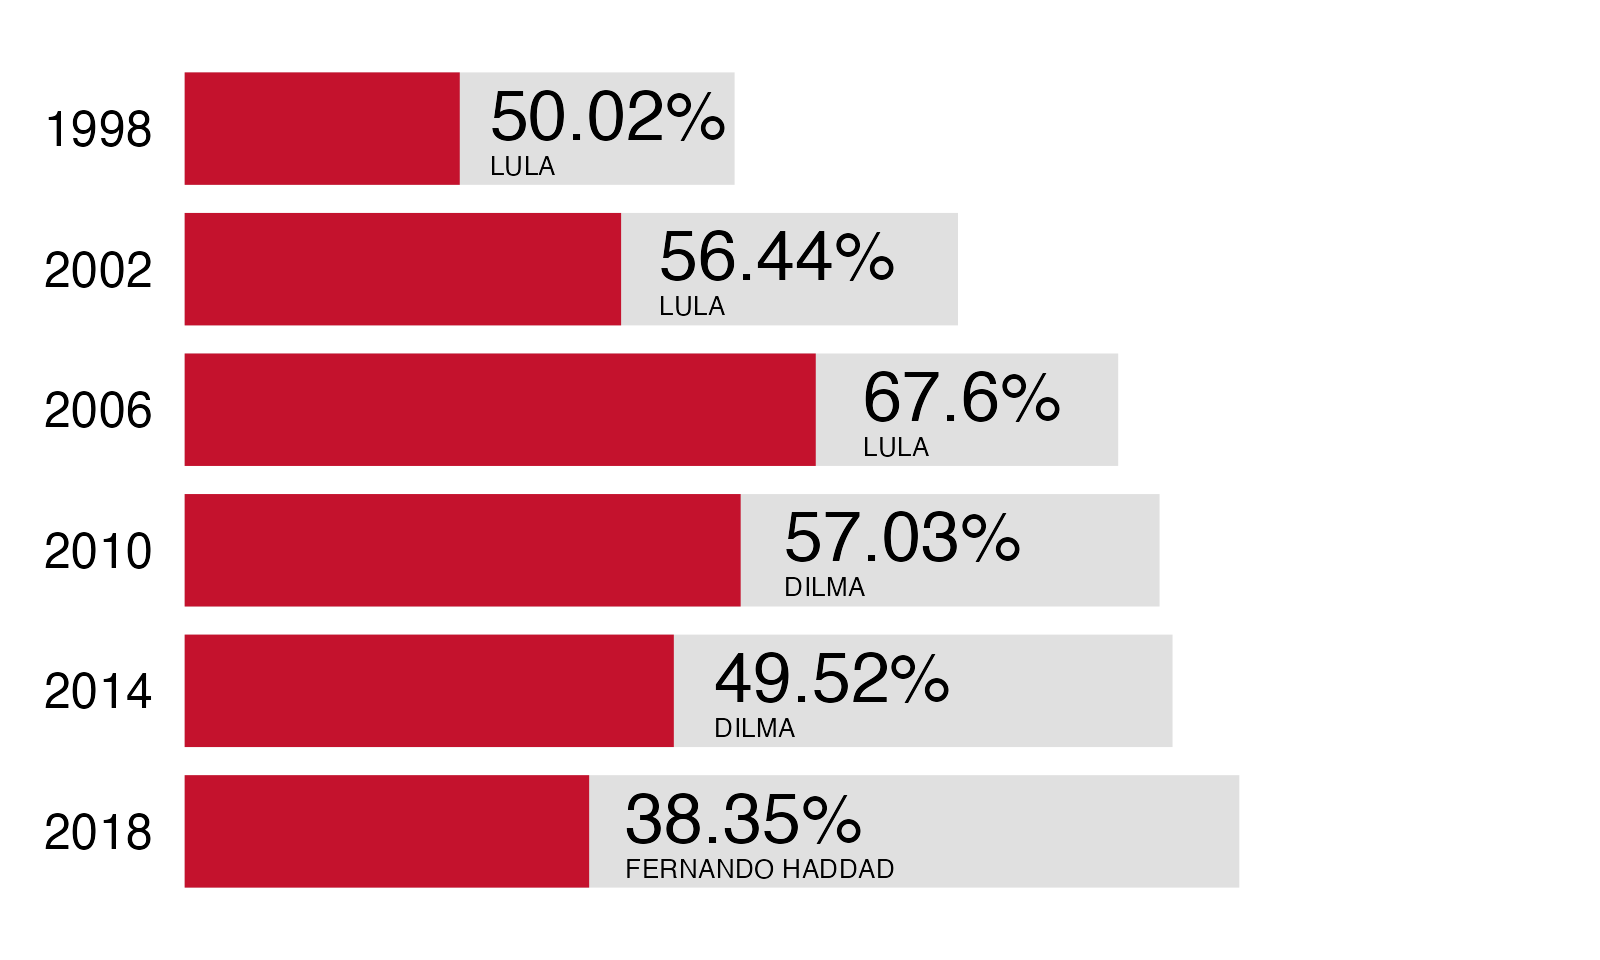 1998
50.02%
LULA
2002
56.44%
LULA
2006
67.6%
LULA
2010
57.03%
DILMA
2014
49.52%
DILMA
2018
38.35%
FERNANDO HADDAD